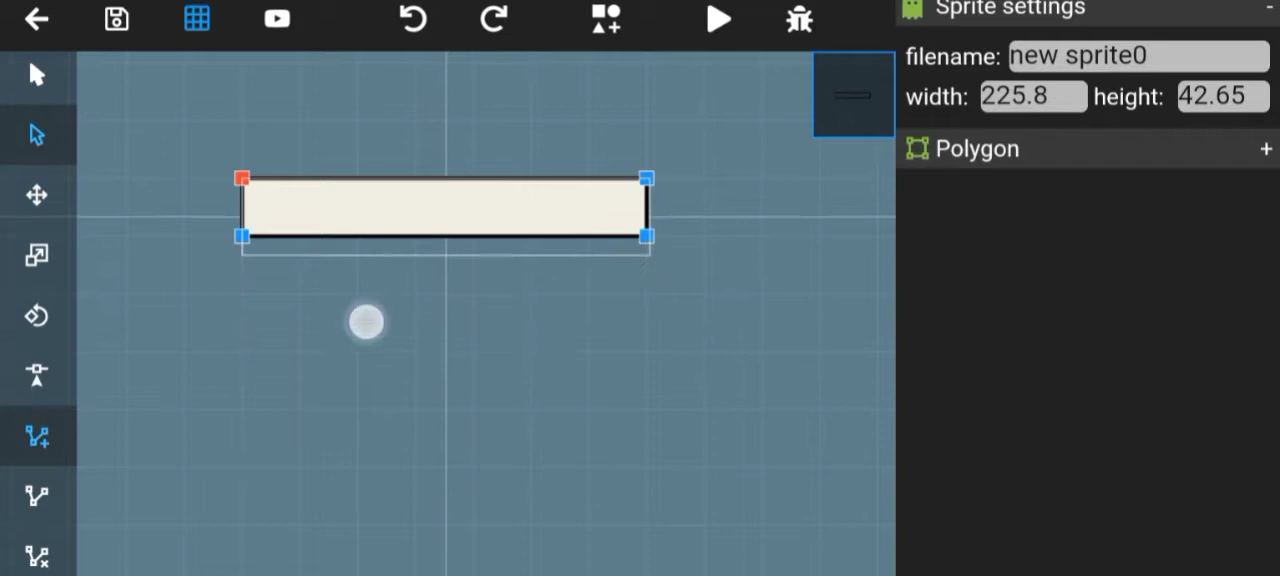 Sprite settings -
filename: new sprite0
width: 225.8 height: 42.65
Polygon +